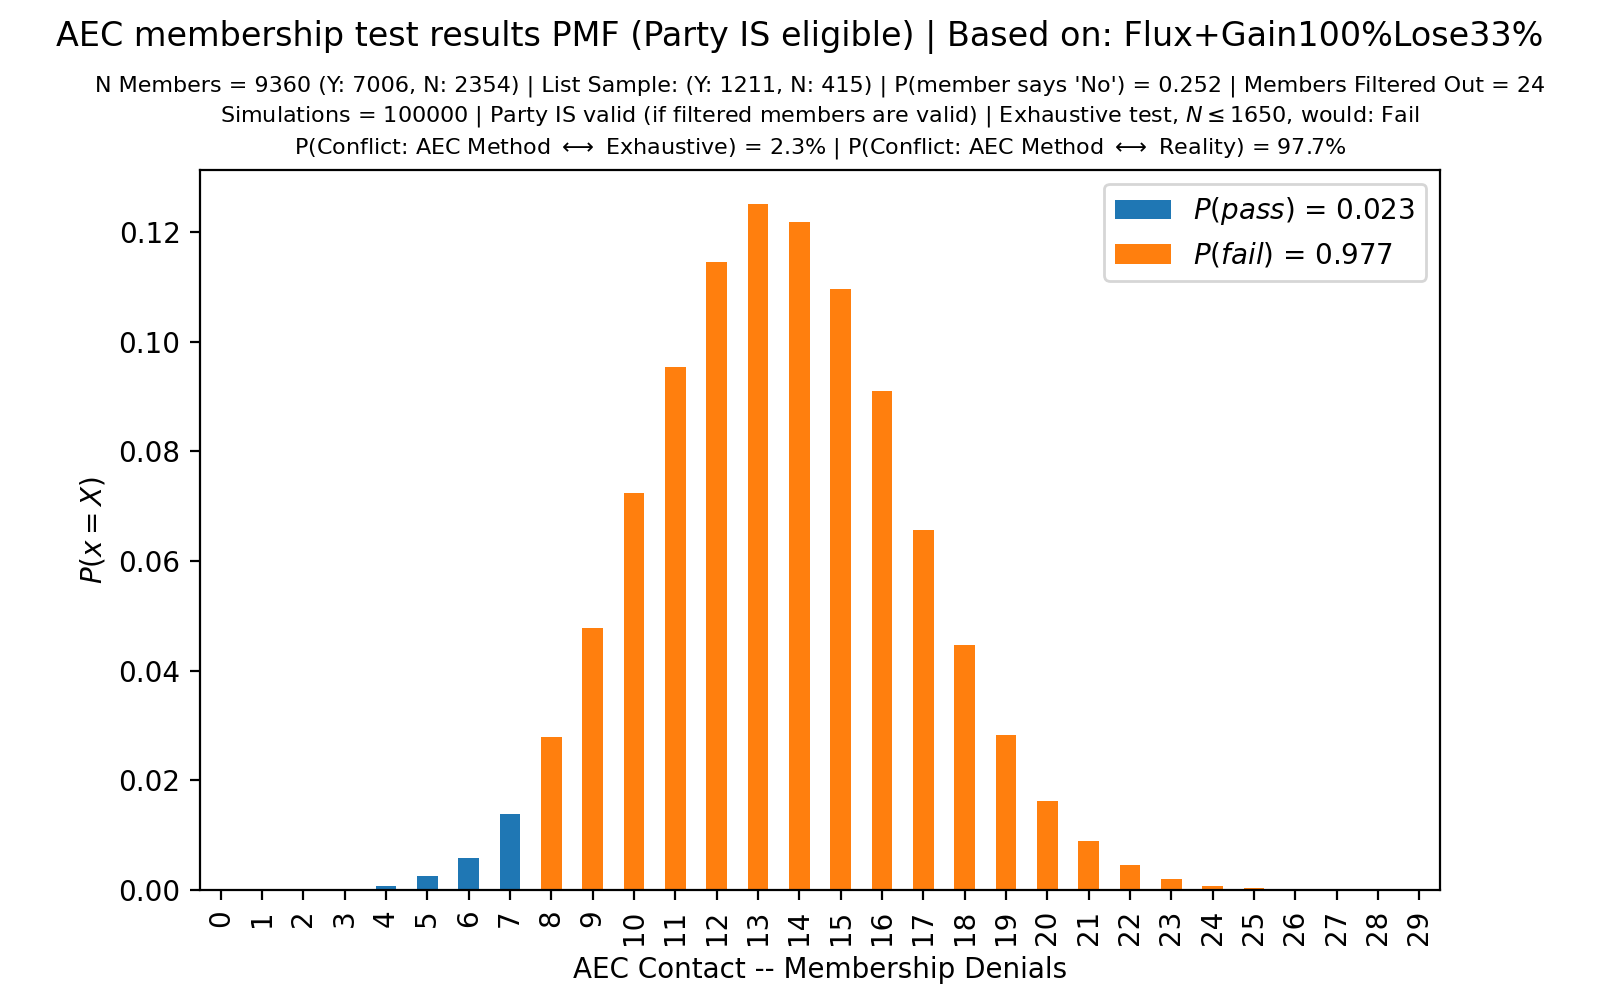 AEC membership test results PMF (Party IS eligible) | Based on: Flux+Gain100%Lose33%
N Members = 9360 (Y: 7006, N: 2354) | List Sample: (Y: 1211, N: 415) | P(member says 'No') = 0.252 | Members Filtered Out = 24
Simulations = 100000 | Party IS valid (if filtered members are valid) | Exhaustive test, N ≤ 1650, would: Fail
P(Conflict: AEC Method ⟷ Exhaustive) = 2.3% | P(Conflict: AEC Method ⟷ Reality) = 97.7%
P(pass) = 0.023
P(fail) = 0.977
0.12
0.10
0.08
0.06
0.04
0.02
0.00
P(x = X)
0 1 2 3 4 5 6 7 8 9 10 11 12 13 14 15 16 17 18 19 20 21 22 23 24 25 26 27 28 29
AEC Contact -- Membership Denials